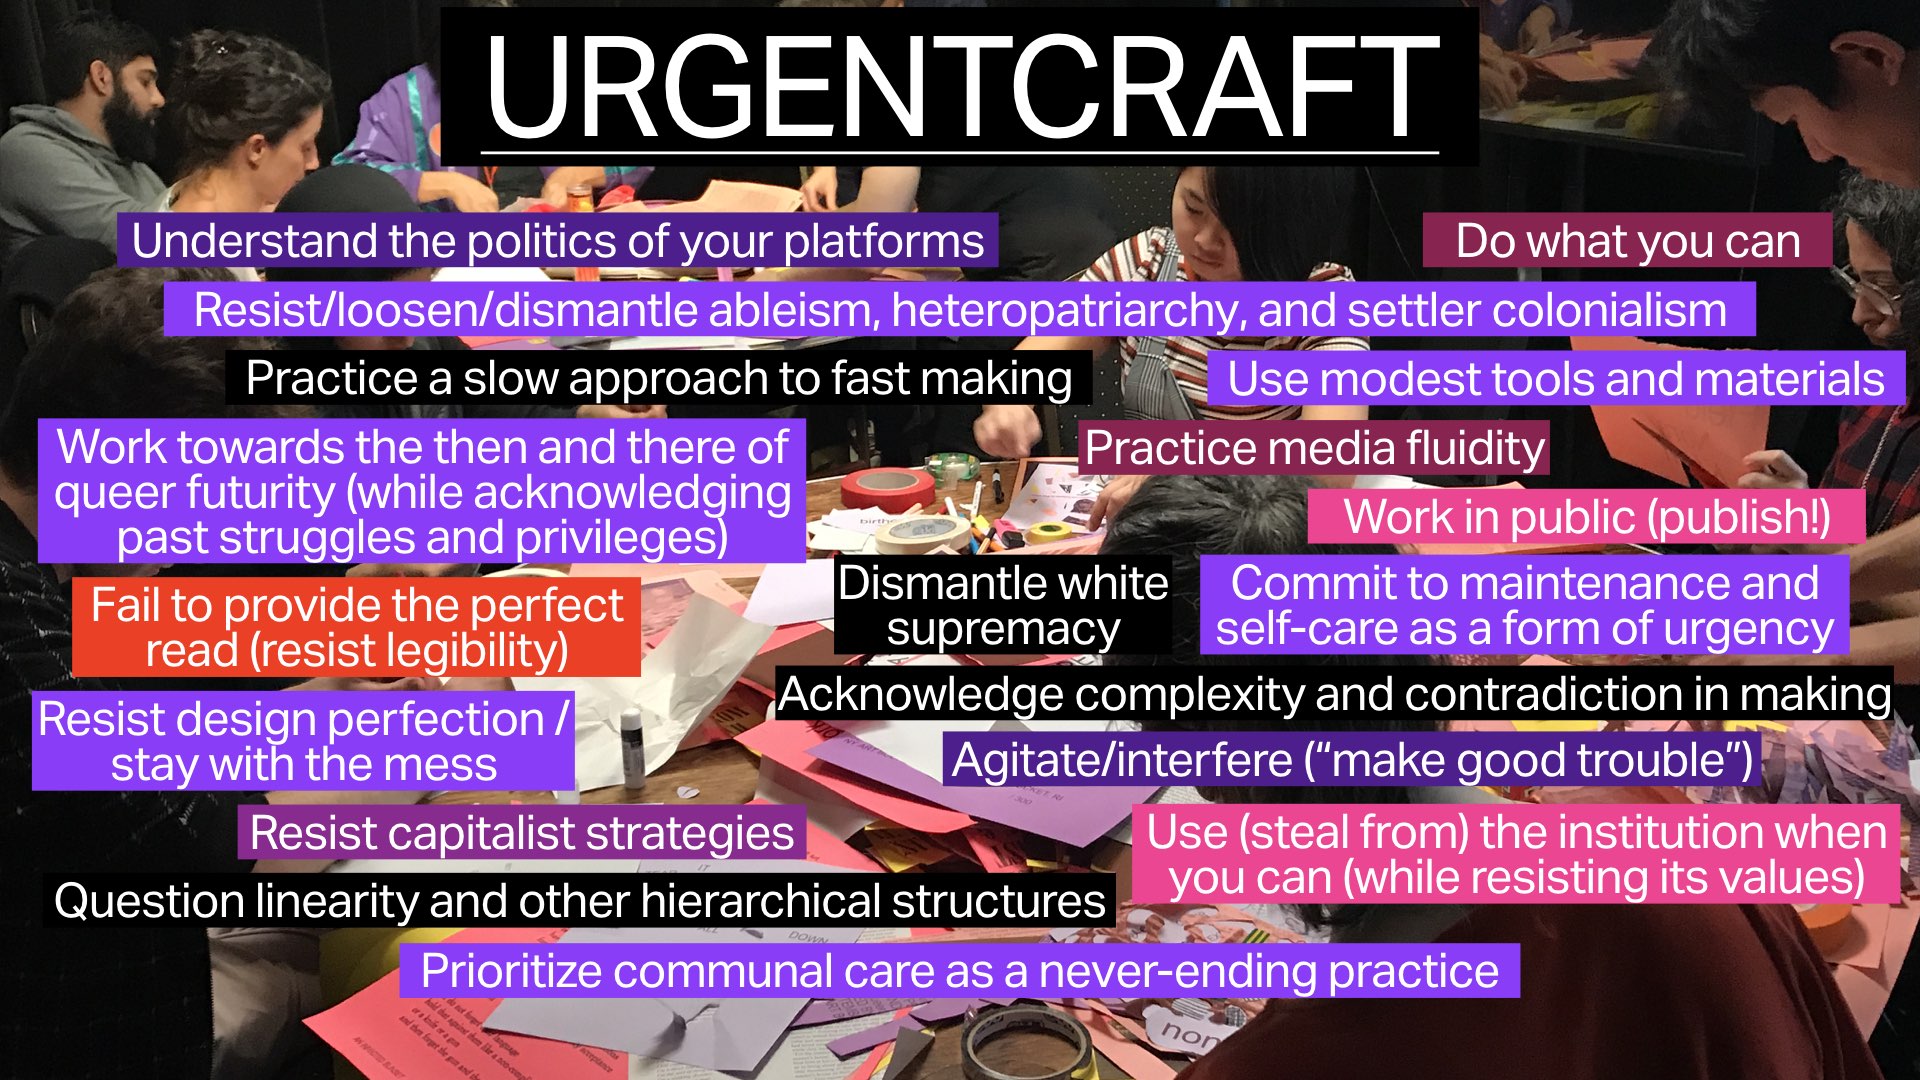 URGENTCRAFT
Understand the politics of your platforms
Do what you can
Resist/loosen/dismantle ableism, heteropatriarchy, and settler colonialism
Practice a slow approach to fast making
Use modest tools and materials
Work towards the then and there of
queer futurity (while acknowledging
past struggles and privileges)
Practice media fluidity
Work in public (publish!)
Fail to provide the perfect
read (resist legibility)
Dismantle white
supremacy
Commit to maintenance and
self-care as a form of urgency
Acknowledge complexity and contradiction in making
Resist design perfection /
stay with the mess
Agitate/interfere (“make good trouble”)
Resist capitalist strategies
Use (steal from) the institution when
you can (while resisting its values)
Question linearity and other hierarchical structures
Prioritize communal care as a never-ending practice
birth
DOWN
non